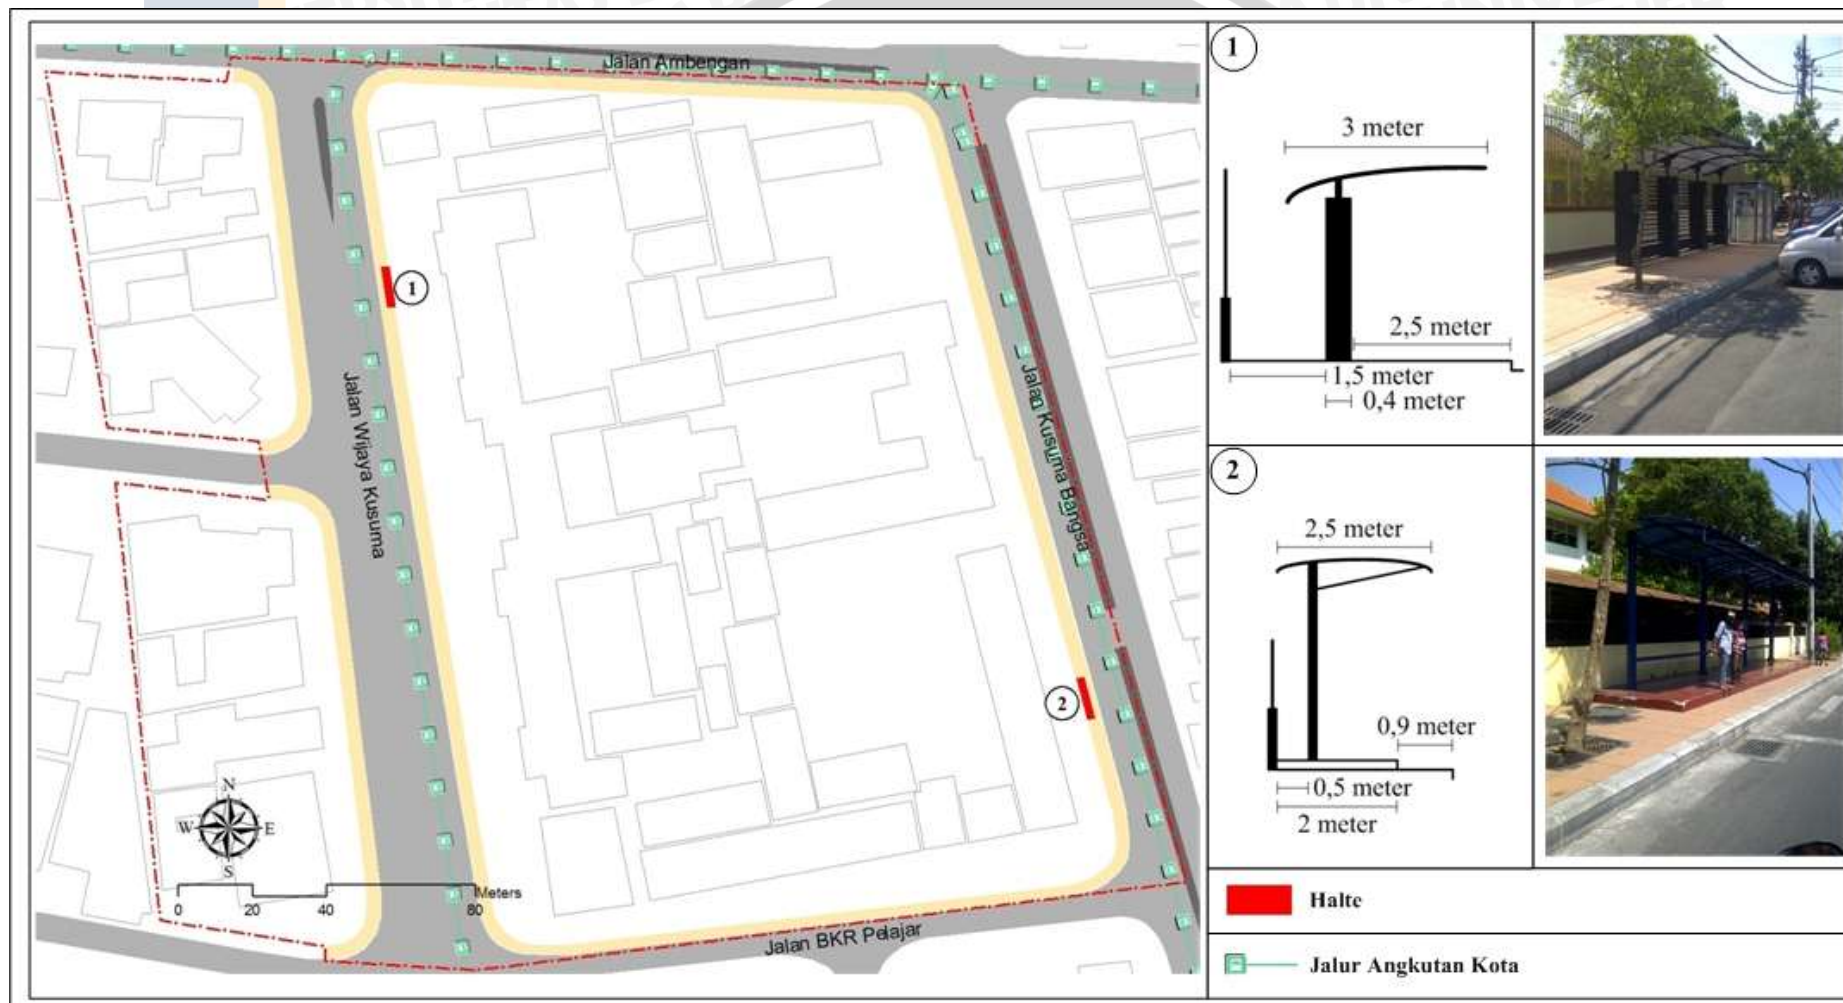 Jalan Ambengan
Jalan Wijaya Kusuma
Jalan Kusuma Bangsa
Jalan BKR Pelajar
1
2
N
W
E
S
Meters
0
20
40
80
1
3 meter
2,5 meter
1,5 meter
0,4 meter
2
2,5 meter
0,9 meter
0,5 meter
2 meter
Halte
Jalur Angkutan Kota